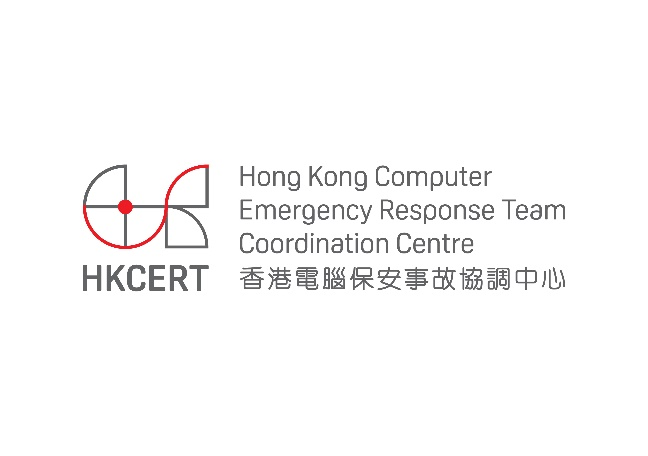 HKCERT
Hong Kong Computer
Emergency Response Team
Coordination Centre
香港電腦保安事故協調中心